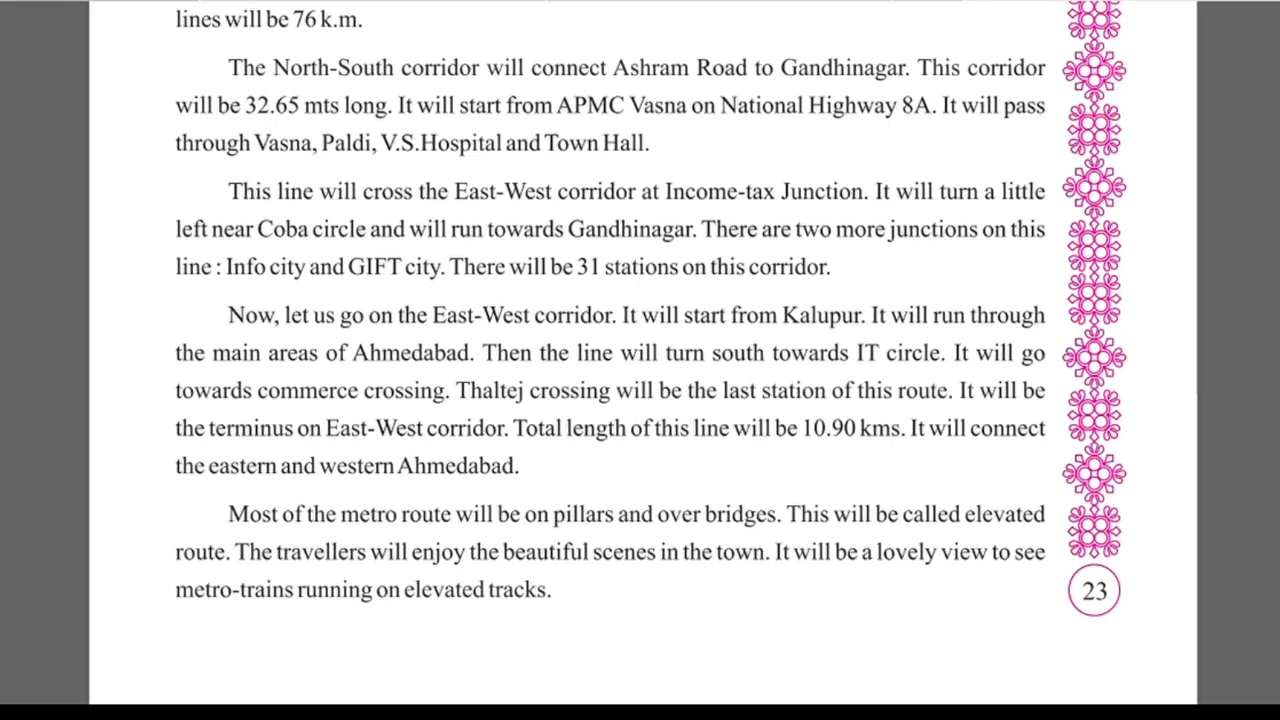 lines will be 76 k.m.
The North-South corridor will connect Ashram Road to Gandhinagar. This corridor
will be 32.65 mts long. It will start from APMC Vasna on National Highway 8A. It will pass
through Vasna, Paldi, V.S.Hospital and Town Hall.
This line will cross the East-West corridor at Income-tax Junction. It will turn a little
left near Coba circle and will run towards Gandhinagar. There are two more junctions on this
line : Info city and GIFT city. There will be 31 stations on this corridor.
Now, let us go on the East-West corridor. It will start from Kalupur. It will run through
the main areas of Ahmedabad. Then the line will turn south towards IT circle. It will go
towards commerce crossing. Thaltej crossing will be the last station of this route. It will be
the terminus on East-West corridor. Total length of this line will be 10.90 kms. It will connect
the eastern and western Ahmedabad.
Most of the metro route will be on pillars and over bridges. This will be called elevated
route. The travellers will enjoy the beautiful scenes in the town. It will be a lovely view to see
metro-trains running on elevated tracks.
23